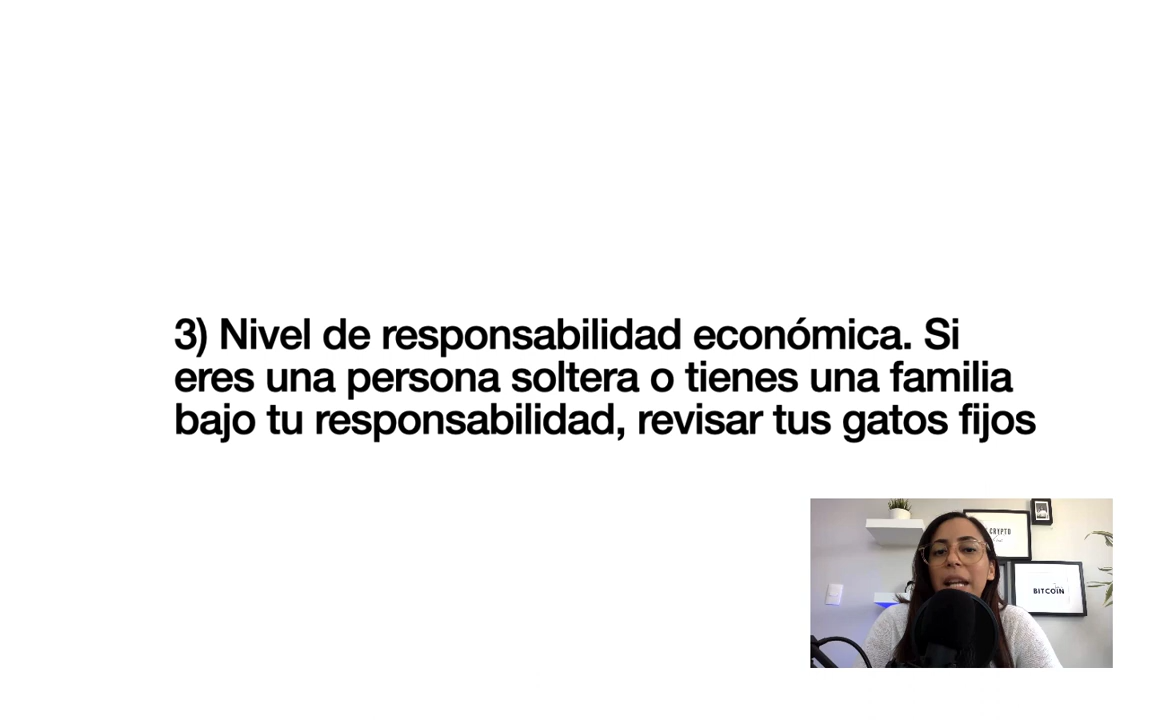 3) Nivel de responsabilidad económica. Si
eres una persona soltera o tienes una familia
bajo tu responsabilidad, revisar tus gatos fijos
CRYPTO
BITCOIN